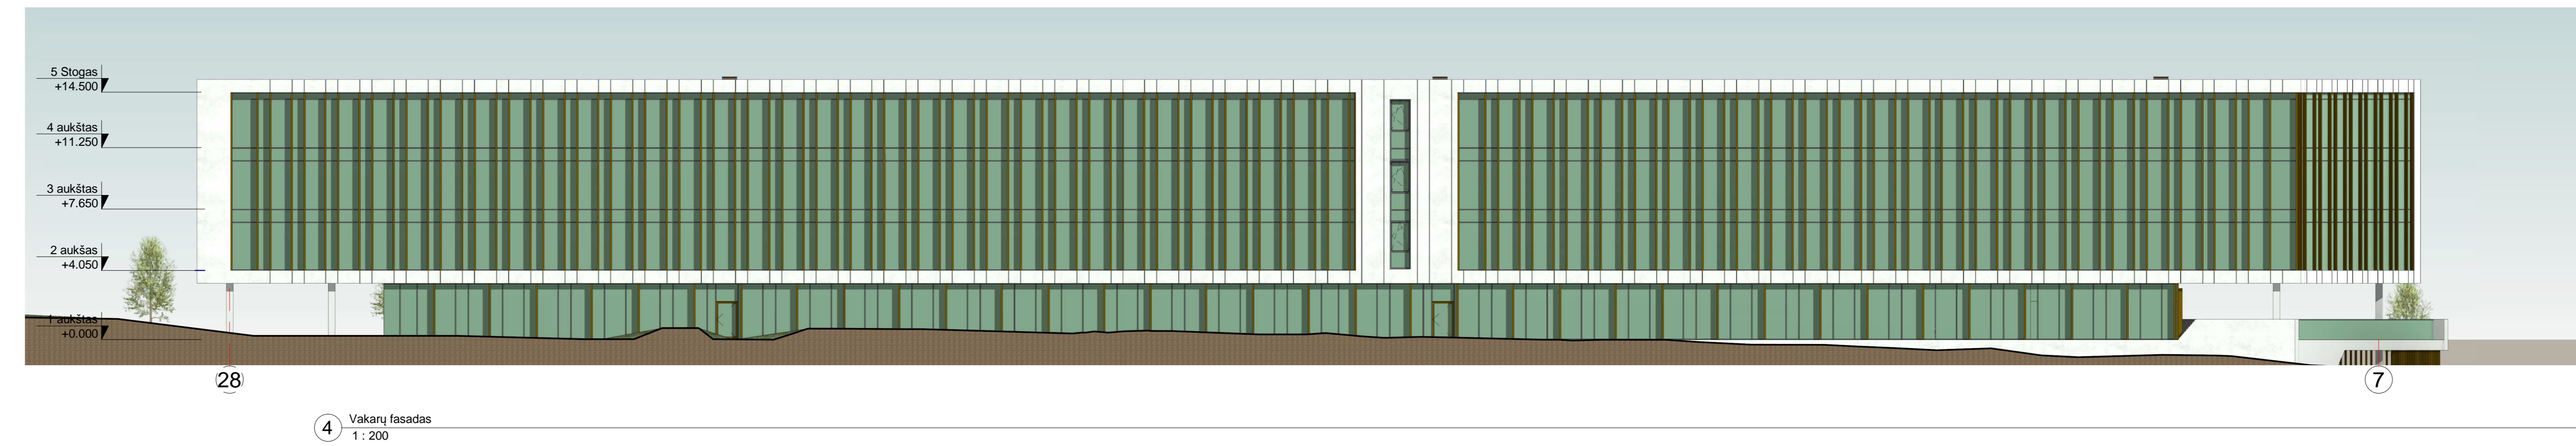 5 Stogas
+14.500
4 aukštas
+11.250
3 aukštas
+7.650
2 aukšas
+4.050
1 aukštas
+0.000
28
7
4
Vakarų fasadas
1 : 200